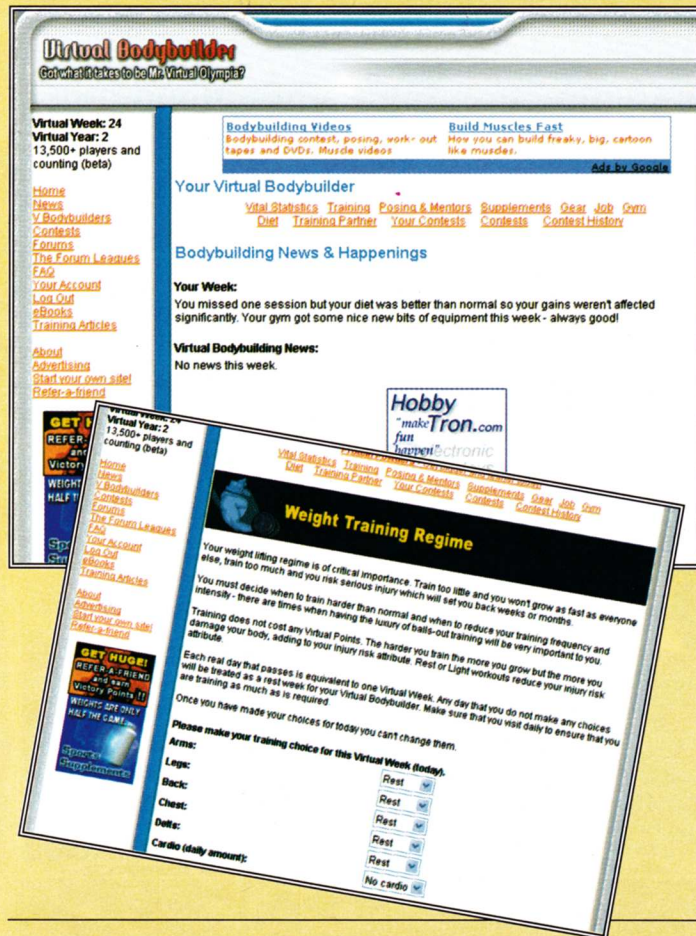 Virtual Bodybuilder
Got what it takes to be Mr. Virtual Olympia?
Virtual Week: 24
Virtual Year: 2
13,500+ players and
counting (beta)
Home
News
V Bodybuilders
Contests
Forums
The Forum Leagues
FAQ
Your Account
Log Out
eBooks
Training Articles
About
Advertising
Start your own site!
Refer-a-friend
Bodybuilding Videos
Bodybuilding contest, posing, work- out
tapes and DVDs. Muscle videos
Build Muscles Fast
How you can build freaky, big, cartoon
like muscles.
Ads by Google
Your Virtual Bodybuilder
Vital Statistics Training Posing & Mentors Supplements Gear Job Gym
Diet Training Partner Your Contests Contests Contest History
Bodybuilding News & Happenings
Your Week:
You missed one session but your diet was better than normal so your gains weren't affected
significantly. Your gym got some nice new bits of equipment this week - always good!
Virtual Bodybuilding News:
No news this week.
Hobby
"make Tron.com
fun
happen"
GET
REFER
and
Victory
WEIGHT
HALF T
Spo
Su
Virtual Week: 24
Virtual Year: 2
13,500+ players and
counting (beta)
Home
News
V Bodybuilders
Contests
Forums
The Forum Leagues
FAQ
Your Account
Log Out
eBooks
Training Articles
About
Advertising
Start your own site!
Refer-a-friend
GET HUGE!
REFER-A-FRIEND
and earn
Victory Points !!
WEIGHTS ARE ONLY
HALF THE GAME...
Sports
Supplements
Vital Statistics Training Posing & Mentors Supplements Gear Job Gym
Diet Training Partner Your Contests Contests Contest History
Weight Training Regime
Your weight lifting regime is of critical importance. Train too little and you won't grow as fast as everyone
else, train too much and you risk serious injury which will set you back weeks or months.
You must decide when to train harder than normal and when to reduce your training frequency and
intensity - there are times when having the luxury of balls-out training will be very important to you.
Training does not cost any Virtual Points. The harder you train the more you grow but the more you
damage your body, adding to your injury risk attribute. Rest or Light workouts reduce your injury risk
attribute.
Each real day that passes is equivalent to one Virtual Week. Any day that you do not make any choices
will be treated as a rest week for your Virtual Bodybuilder. Make sure that you visit daily to ensure that you
are training as much as is required.
Once you have made your choices for today you can't change them.
Please make your training choice for this Virtual Week (today).
Arms: Rest
Legs: Rest
Back: Rest
Chest: Rest
Delts: Rest
Cardio (daily amount): No cardio